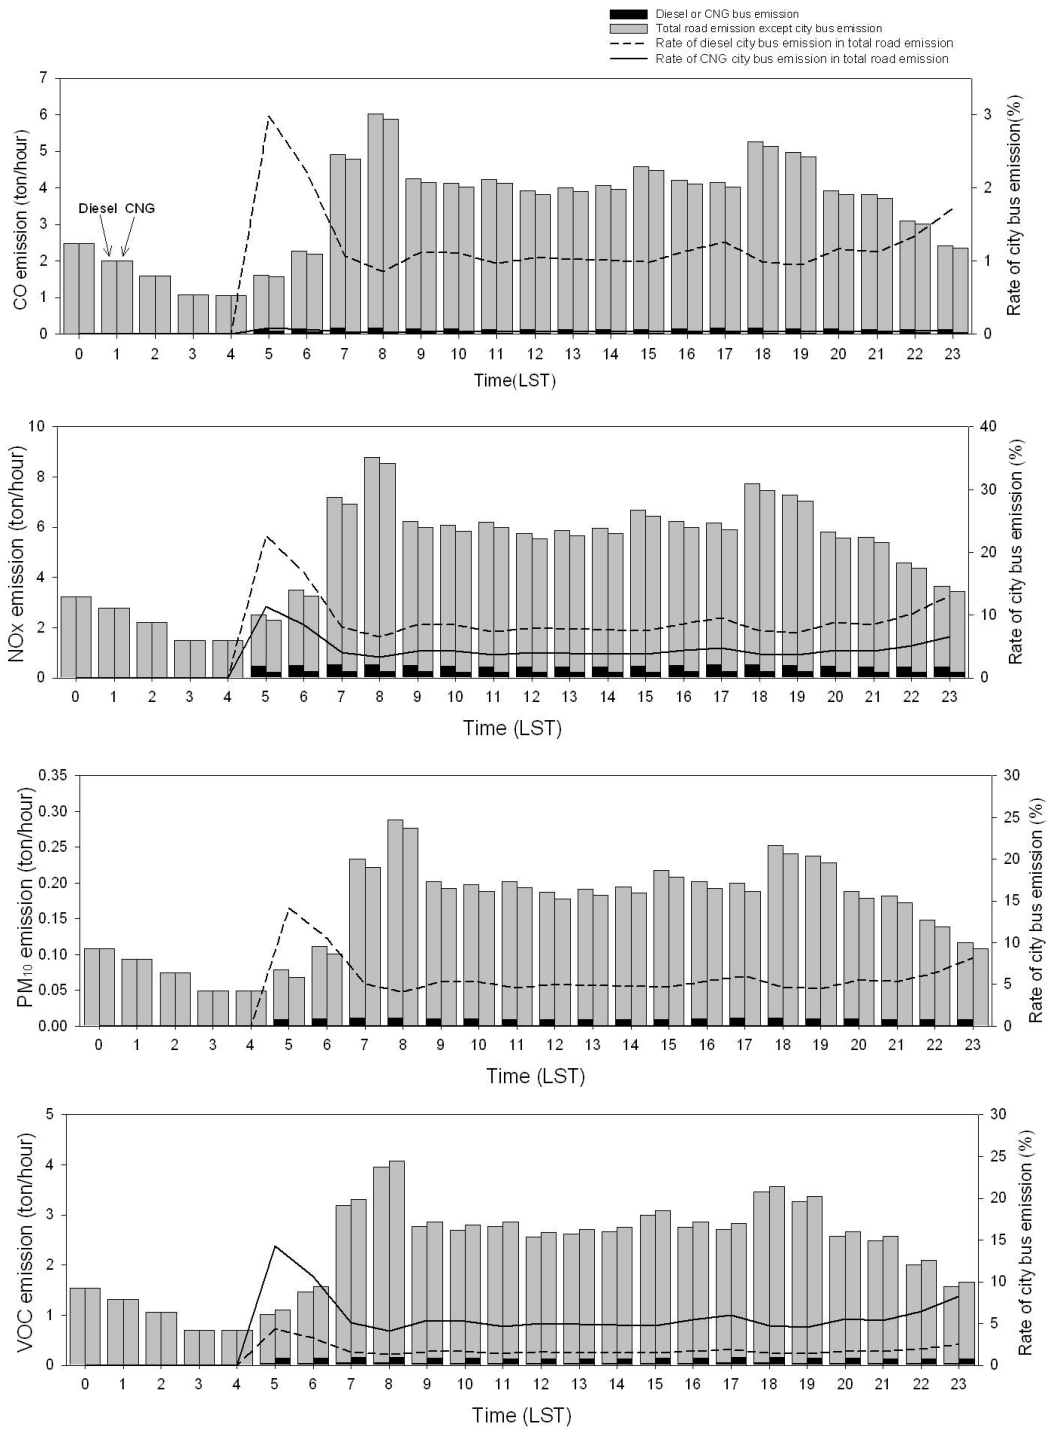 Diesel or CNG bus emission
Total road emission except city bus emission
Rate of diesel city bus emission in total road emission
Rate of CNG city bus emission in total road emission
CO emission (ton/hour)
7
6
5
4
3
2
1
0
Diesel CNG
3
2
1
0
Rate of city bus emission(%)
0 1 2 3 4 5 6 7 8 9 10 11 12 13 14 15 16 17 18 19 20 21 22 23
Time(LST)
NOx emission (ton/hour)
10
8
6
4
2
0
40
30
20
10
0
Rate of city bus emission (%)
0 1 2 3 4 5 6 7 8 9 10 11 12 13 14 15 16 17 18 19 20 21 22 23
Time (LST)
PM10 emission (ton/hour)
0.35
0.30
0.25
0.20
0.15
0.10
0.05
0.00
30
25
20
15
10
5
0
Rate of city bus emission (%)
0 1 2 3 4 5 6 7 8 9 10 11 12 13 14 15 16 17 18 19 20 21 22 23
Time (LST)
VOC emission (ton/hour)
5
4
3
2
1
0
30
25
20
15
10
5
0
Rate of city bus emission (%)
0 1 2 3 4 5 6 7 8 9 10 11 12 13 14 15 16 17 18 19 20 21 22 23
Time (LST)